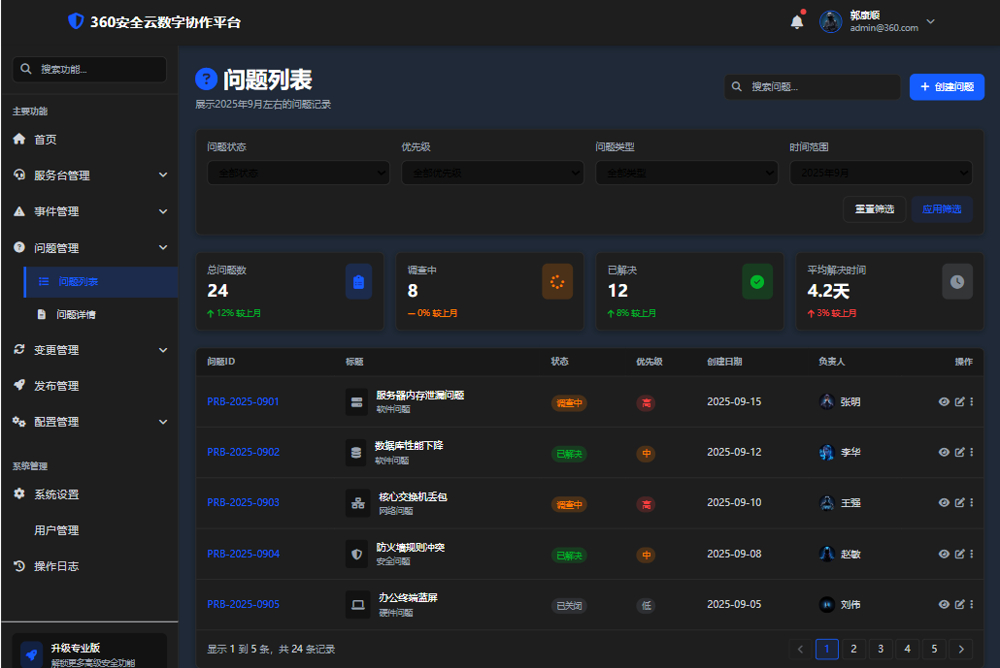 360安全云数字协作平台
郭康顺
admin@360.com
搜索功能...
主要功能
首页
服务台管理
事件管理
问题管理
问题列表
问题详情
变更管理
发布管理
配置管理
系统管理
系统设置
用户管理
操作日志
升级专业版
解锁更多高级安全功能
问题列表
展示2025年9月左右的问题记录
搜索问题...
+ 创建问题
问题状态 优先级 问题类型 时间范围
全部状态 全部优先级 全部类型 2025年9月
重置筛选 应用筛选
总问题数
24
12% 较上月
调查中
8
0% 较上月
已解决
12
8% 较上月
平均解决时间
4.2天
3% 较上月
问题ID 标题 状态 优先级 创建日期 负责人 操作
PRB-2025-0901 服务器内存泄漏问题 调查中 高 2025-09-15 张明
软件问题
PRB-2025-0902 数据库性能下降 已解决 中 2025-09-12 李华
软件问题
PRB-2025-0903 核心交换机丢包 调查中 高 2025-09-10 王强
网络问题
PRB-2025-0904 防火墙规则冲突 已解决 中 2025-09-08 赵敏
安全问题
PRB-2025-0905 办公终端蓝屏 已关闭 低 2025-09-05 刘伟
硬件问题
显示 1 到 5 条，共 24 条记录
1 2 3 4 5